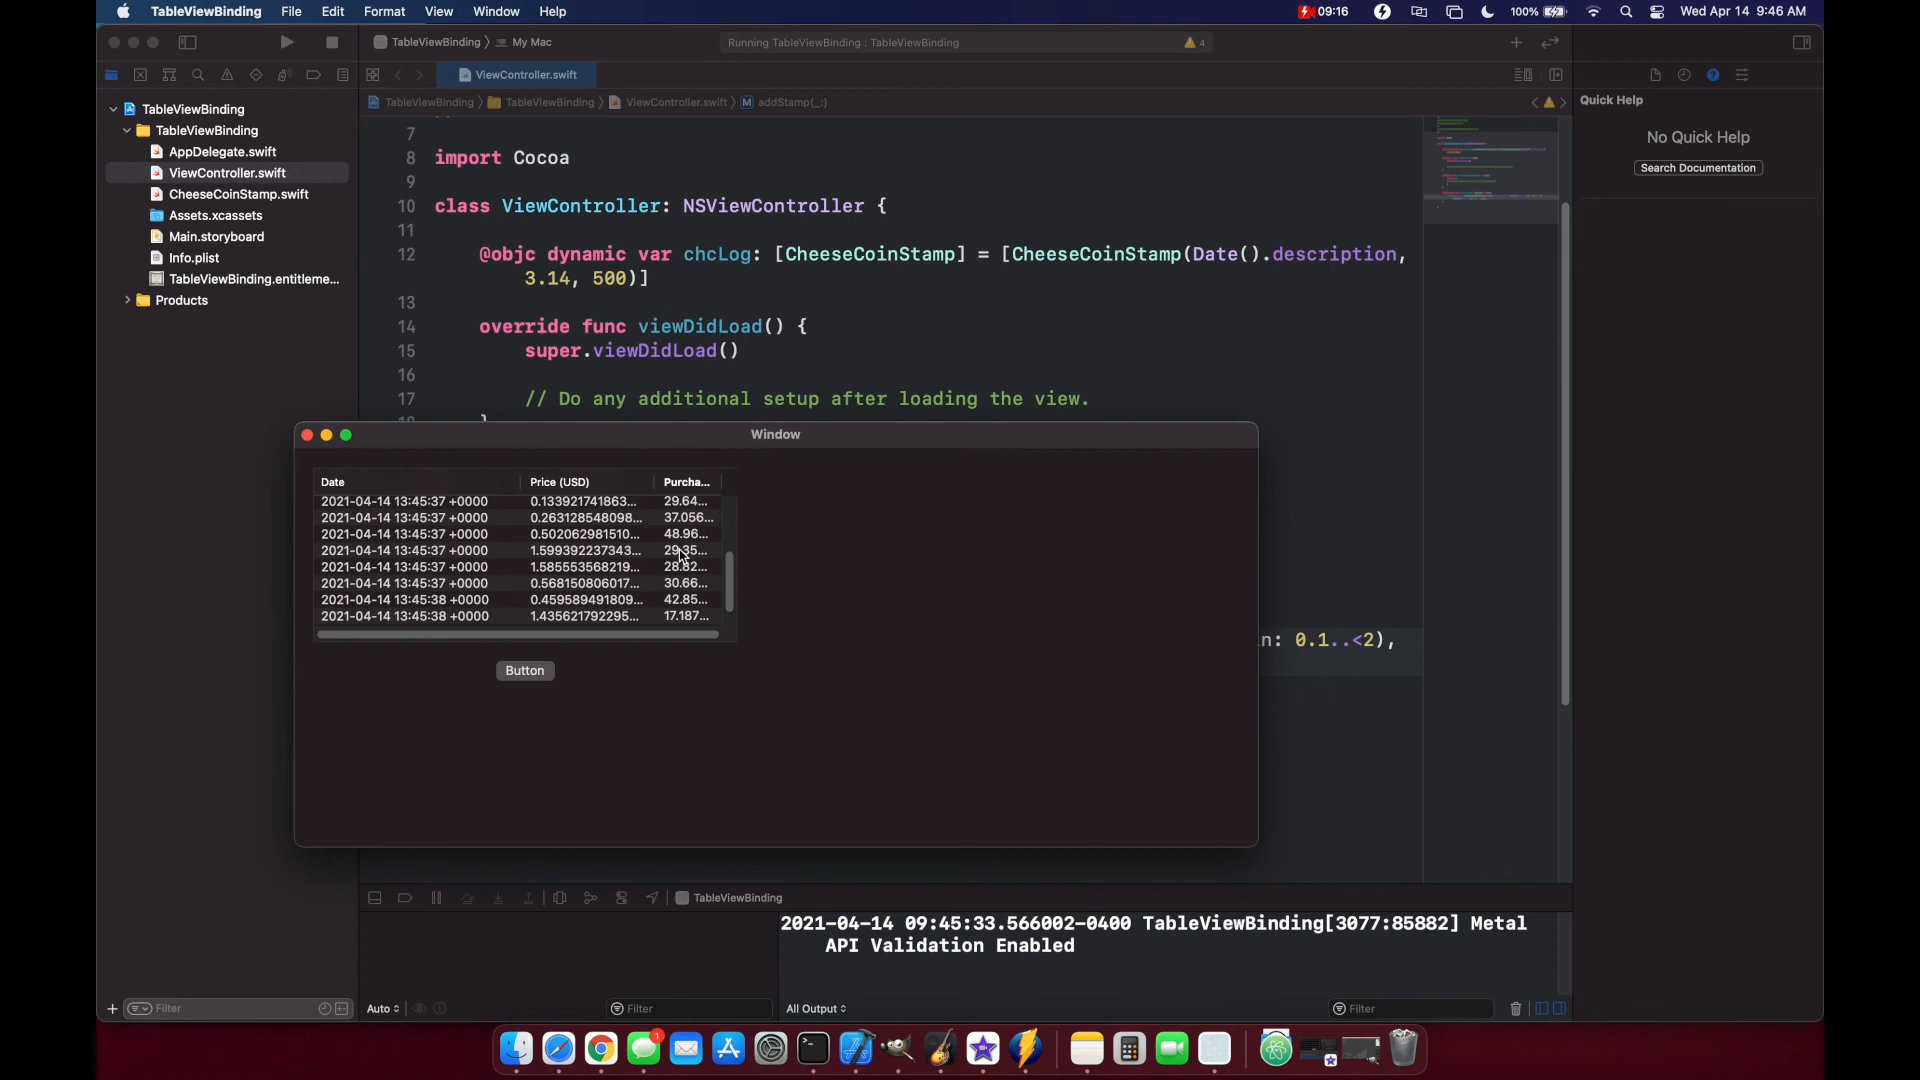 TableViewBinding File Edit Format View Window Help 09:16 100% Wed Apr 14 9:46 AM
TableViewBinding My Mac Running TableViewBinding : TableViewBinding 4
ViewController.swift
TableViewBinding TableViewBinding ViewController.swift M addStamp(_:)
Quick Help
No Quick Help
Search Documentation
TableViewBinding
TableViewBinding
AppDelegate.swift
ViewController.swift
CheeseCoinStamp.swift
Assets.xcassets
Main.storyboard
Info.plist
TableViewBinding.entitleme...
Products
7
8 import Cocoa
9
10 class ViewController: NSViewController {
11
12 @objc dynamic var chcLog: [CheeseCoinStamp] = [CheeseCoinStamp(Date().description,
3.14, 500)]
13
14 override func viewDidLoad() {
15 super.viewDidLoad()
16
17 // Do any additional setup after loading the view.
n: 0.1..<2),
Window
Date Price (USD) Purcha...
2021-04-14 13:45:37 +0000 0.133921741863... 29.64...
2021-04-14 13:45:37 +0000 0.263128548098... 37.056...
2021-04-14 13:45:37 +0000 0.502062981510... 48.96...
2021-04-14 13:45:37 +0000 1.599392237343... 29.35...
2021-04-14 13:45:37 +0000 1.585553568219... 28.82...
2021-04-14 13:45:37 +0000 0.568150806017... 30.66...
2021-04-14 13:45:38 +0000 0.459589491809... 42.85...
2021-04-14 13:45:38 +0000 1.435621792295... 17.187...
Button
TableViewBinding
2021-04-14 09:45:33.566002-0400 TableViewBinding[3077:85882] Metal
API Validation Enabled
Filter Auto Filter All Output Filter
1